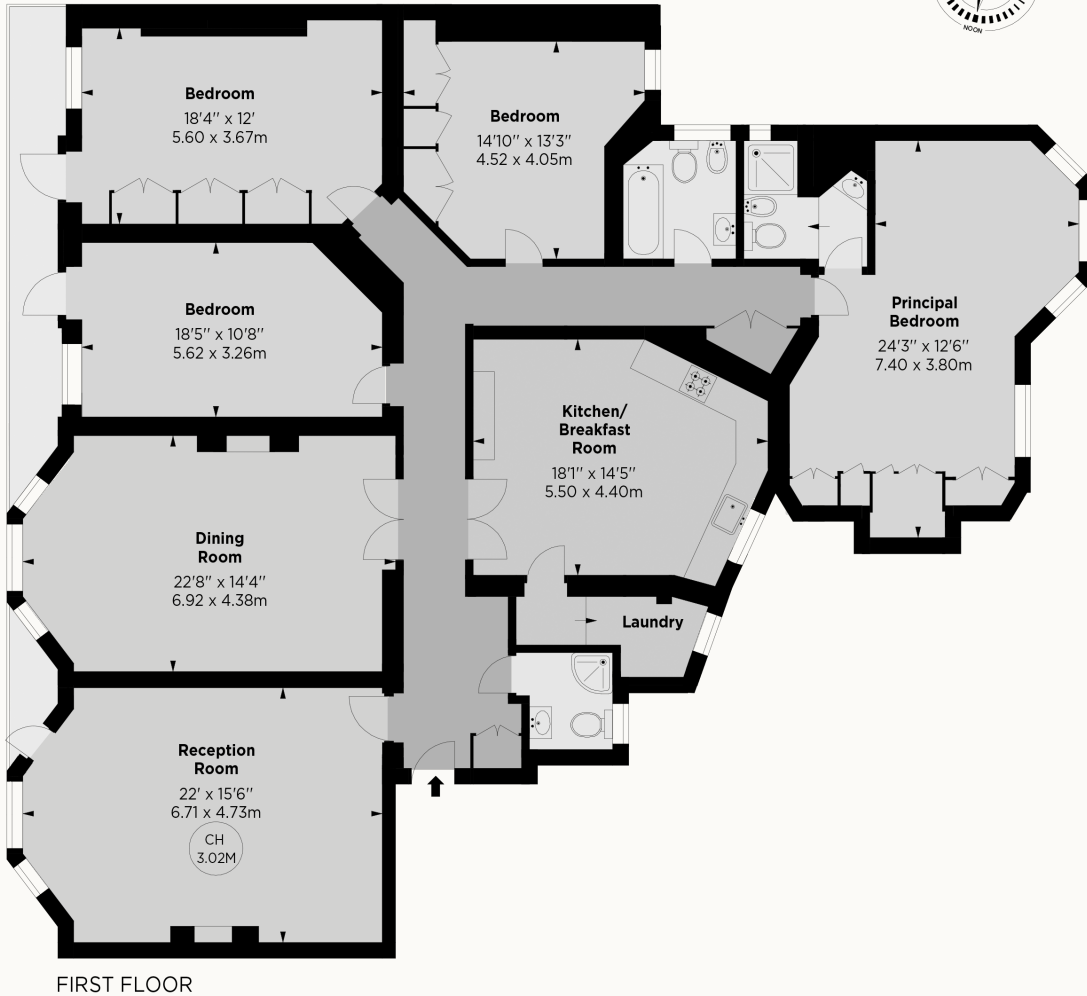 NOON
Bedroom
18'4'' x 12'
5.60 x 3.67m
Bedroom
14'10'' x 13'3''
4.52 x 4.05m
Bedroom
18'5'' x 10'8''
5.62 x 3.26m
Principal
Bedroom
24'3'' x 12'6''
7.40 x 3.80m
Kitchen/
Breakfast
Room
18'1'' x 14'5''
5.50 x 4.40m
Dining
Room
22'8'' x 14'4''
6.92 x 4.38m
Laundry
Reception
Room
22' x 15'6''
6.71 x 4.73m
CH
3.02M
FIRST FLOOR